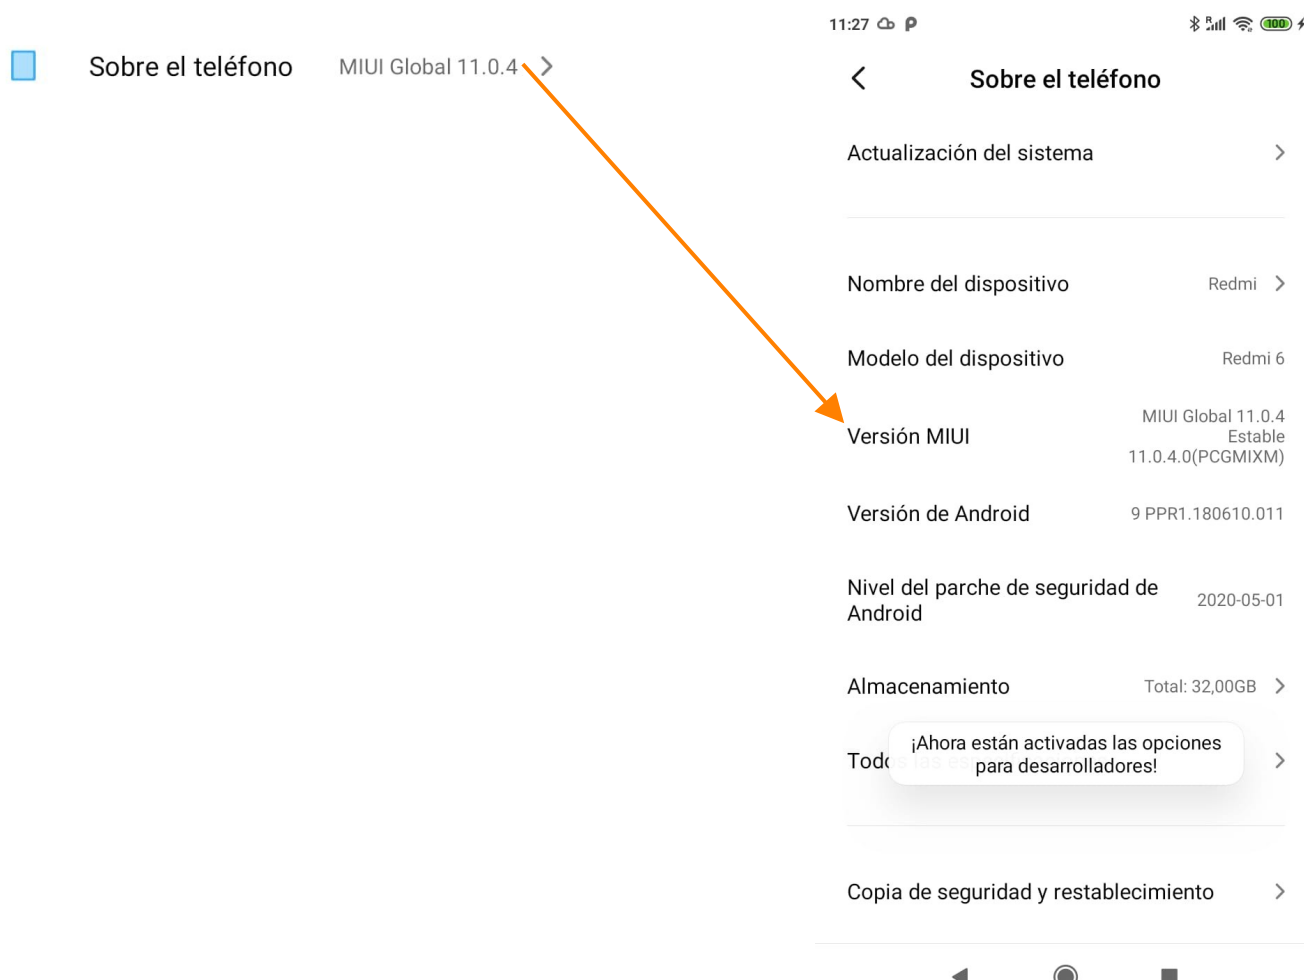 Sobre el teléfono MIUI Global 11.0.4
11:27 100
Sobre el teléfono
Actualización del sistema
Nombre del dispositivo Redmi
Modelo del dispositivo Redmi 6
Versión MIUI
MIUI Global 11.0.4
Estable
11.0.4.0(PCGMIXM)
Versión de Android 9 PPR1.180610.011
Nivel del parche de seguridad de
Android
2020-05-01
Almacenamiento Total: 32,00GB
¡Ahora están activadas las opciones
para desarrolladores!
Copia de seguridad y restablecimiento